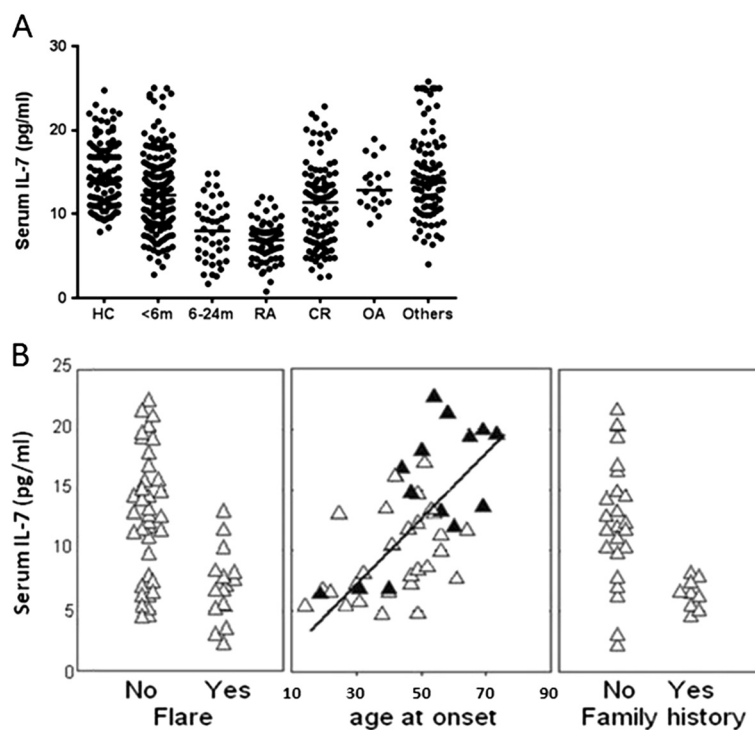 A
Serum IL-7 (pg/ml)
30
20
10
0
HC <6m 6-24m RA CR OA Others
B
Serum IL-7 (pg/ml)
25
20
15
10
5
0
No Yes
Flare
10 30 50 70 90
age at onset
No Yes
Family history